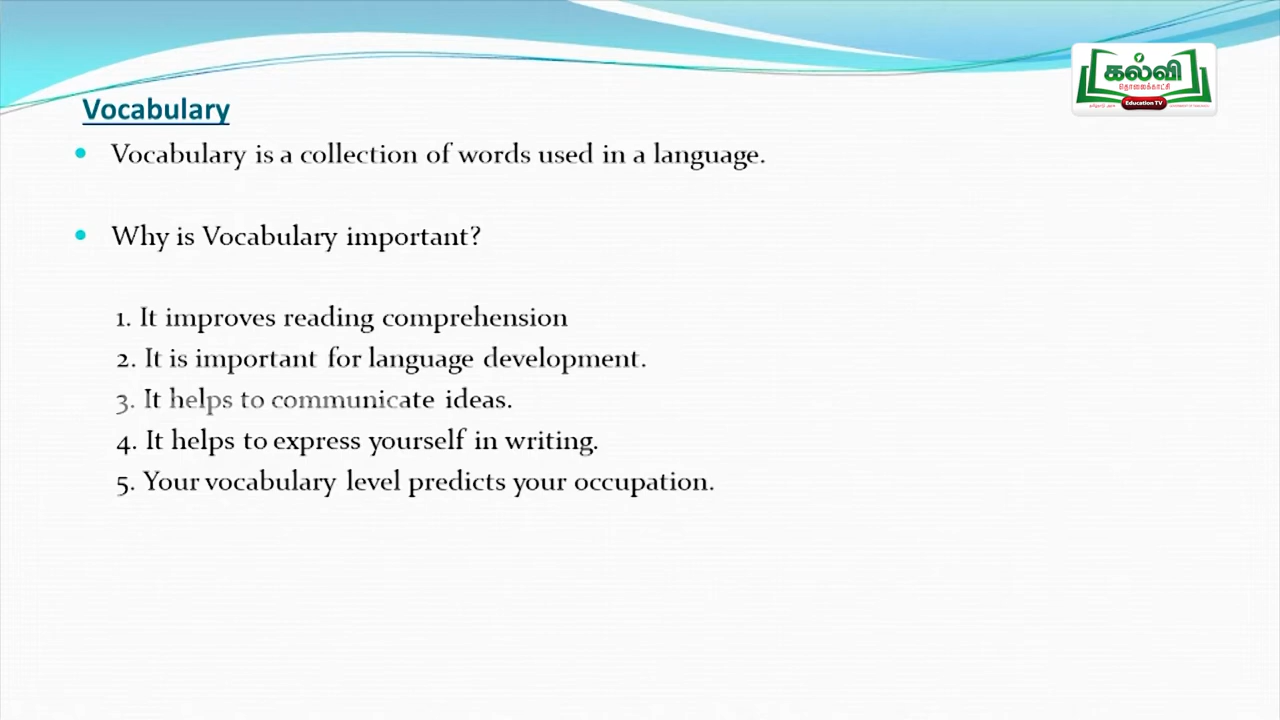 கல்வி
தொலைக்காட்சி
Education TV
Vocabulary
Vocabulary is a collection of words used in a language.
Why is Vocabulary important?
1. It improves reading comprehension
2. It is important for language development.
3. It helps to communicate ideas.
4. It helps to express yourself in writing.
5. Your vocabulary level predicts your occupation.